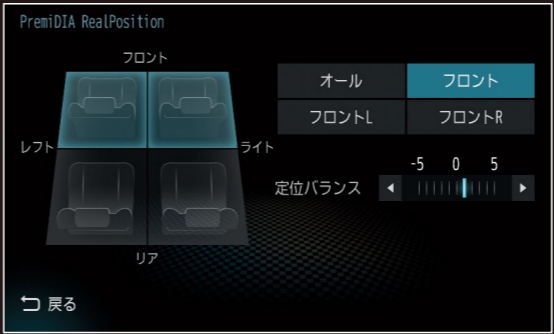 PremiDIA RealPosition
フロント
オール
フロント
フロントL
フロントR
レフト
ライト
-5 0 5
定位バランス
リア
戻る